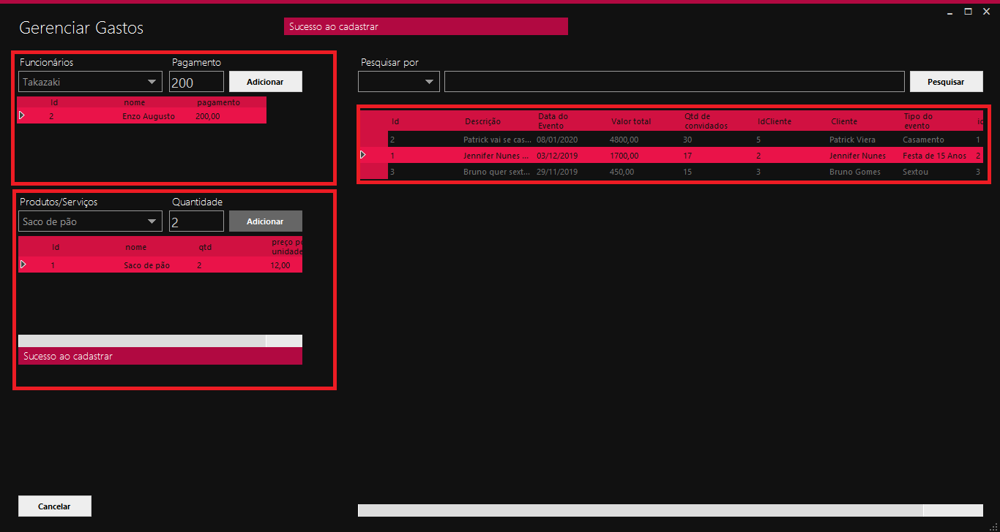 Gerenciar Gastos
Sucesso ao cadastrar
Funcionários Pagamento
Takazaki 200 Adicionar
Id nome pagamento
2 Enzo Augusto 200,00
Produtos/Serviços Quantidade
Saco de pão 2 Adicionar
Id nome qtd preço po
unidade
1 Saco de pão 2 12,00
Sucesso ao cadastrar
Cancelar
Pesquisar por
Pesquisar
Id Descrição Data do Evento Valor total Qtd de convidados IdCliente Cliente Tipo do evento id
2 Patrick vai se cas... 08/01/2020 4800,00 30 5 Patrick Viera Casamento 1
1 Jennifer Nunes ... 03/12/2019 1700,00 17 2 Jennifer Nunes Festa de 15 Anos 2
3 Bruno quer sext... 29/11/2019 450,00 15 3 Bruno Gomes Sextou 3